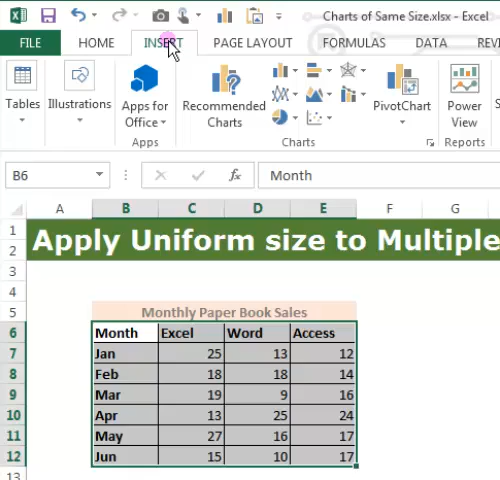 Charts of Same Size.xlsx - Excel
FILE HOME INSERT PAGE LAYOUT FORMULAS DATA
Tables Illustrations Apps for Office Recommended Charts PivotChart Power View
Apps Charts Reports
B6 fx Month
A B C D E F G
1
2 Apply Uniform size to Multiple
3
4
5 Monthly Paper Book Sales
6 Month Excel Word Access
7 Jan 25 13 12
8 Feb 18 18 14
9 Mar 19 9 16
10 Apr 13 25 24
11 May 27 16 17
12 Jun 15 10 17
13